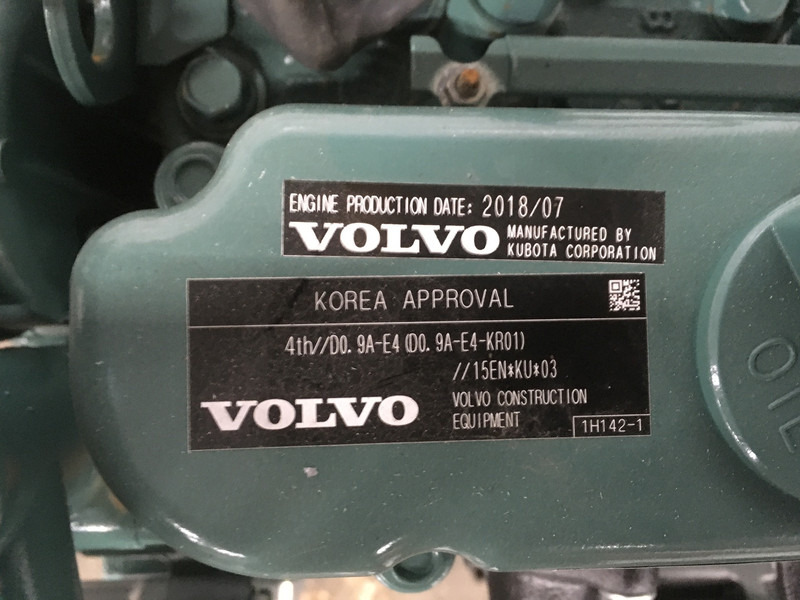 ENGINE PRODUCTION DATE: 2018/07
VOLVO MANUFACTURED BY
KUBOTA CORPORATION
KOREA APPROVAL
4th//D0.9A-E4(D0.9A-E4-KR01)
//15EN*KU*03
VOLVO VOLVO CONSTRUCTION
EQUIPMENT
1H142-1
OIL